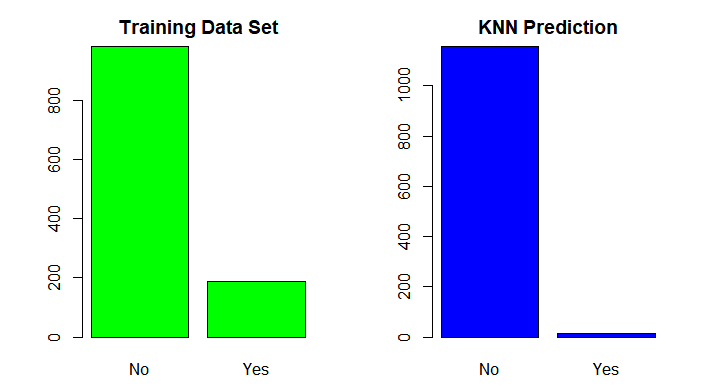 Training Data Set
800
600
400
200
0
No Yes
KNN Prediction
1000
800
600
400
200
0
No Yes